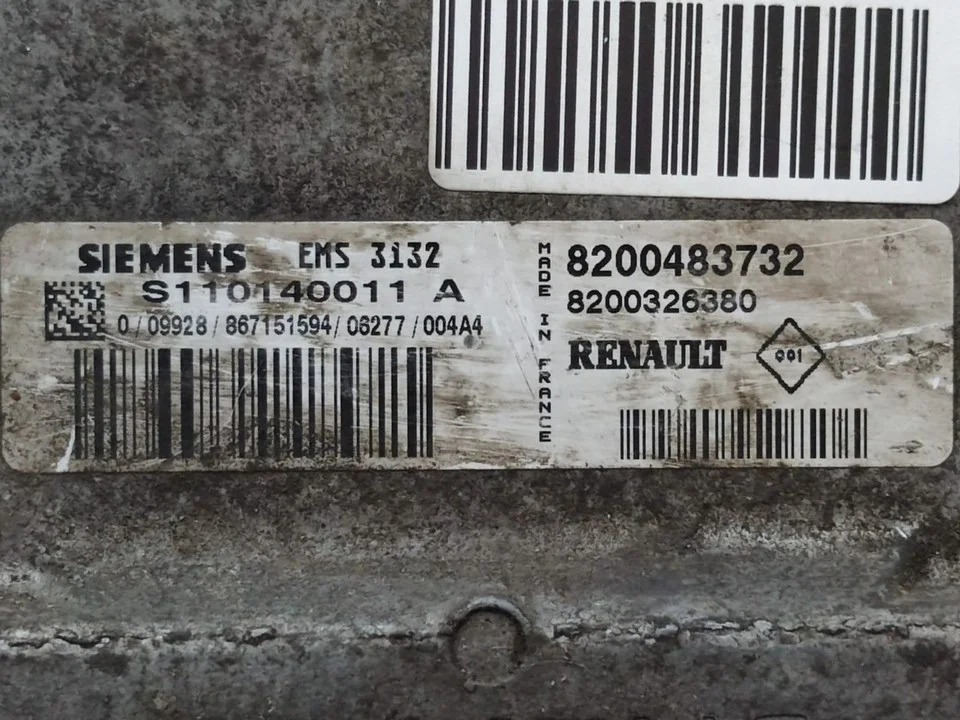 SIEMENS EMS 3132
S110140011 A
0/09928/867151594/06277/004A4
MADE IN FRANCE
8200483732
8200326380
RENAULT 001